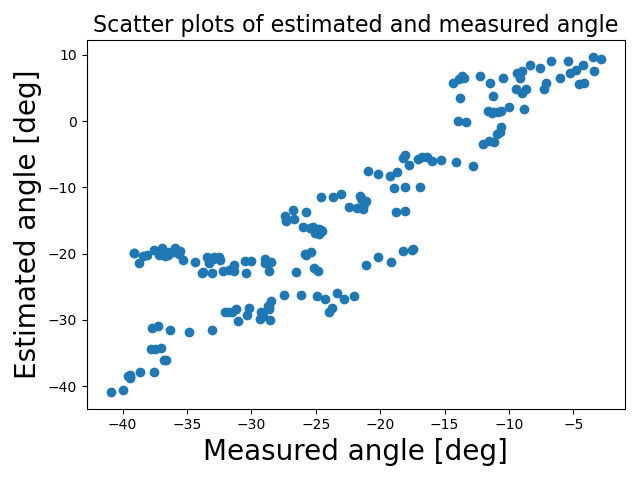 Scatter plots of estimated and measured angle
Estimated angle [deg]
10
0
−10
−20
−30
−40
−40 −35 −30 −25 −20 −15 −10 −5
Measured angle [deg]